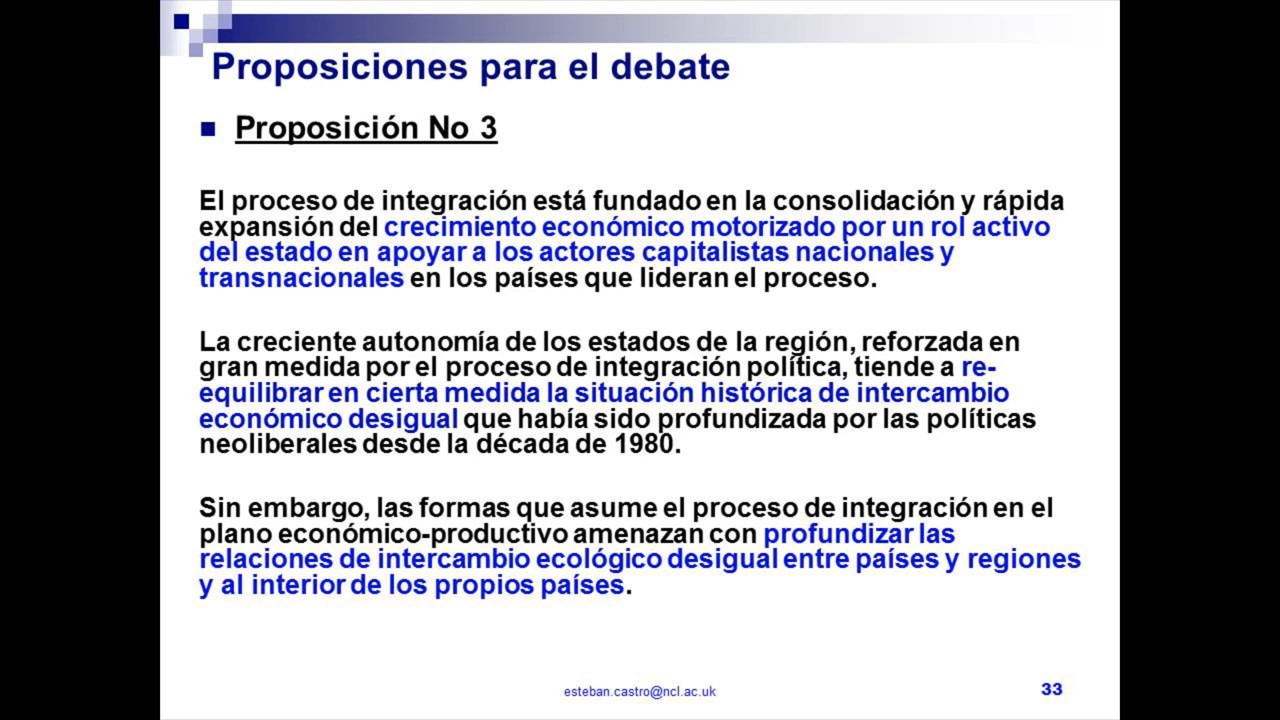 Proposiciones para el debate
Proposición No 3
El proceso de integración está fundado en la consolidación y rápida
expansión del crecimiento económico motorizado por un rol activo
del estado en apoyar a los actores capitalistas nacionales y
transnacionales en los países que lideran el proceso.
La creciente autonomía de los estados de la región, reforzada en
gran medida por el proceso de integración política, tiende a re-
equilibrar en cierta medida la situación histórica de intercambio
económico desigual que había sido profundizada por las políticas
neoliberales desde la década de 1980.
Sin embargo, las formas que asume el proceso de integración en el
plano económico-productivo amenazan con profundizar las
relaciones de intercambio ecológico desigual entre países y regiones
y al interior de los propios países.
esteban.castro@ncl.ac.uk
33